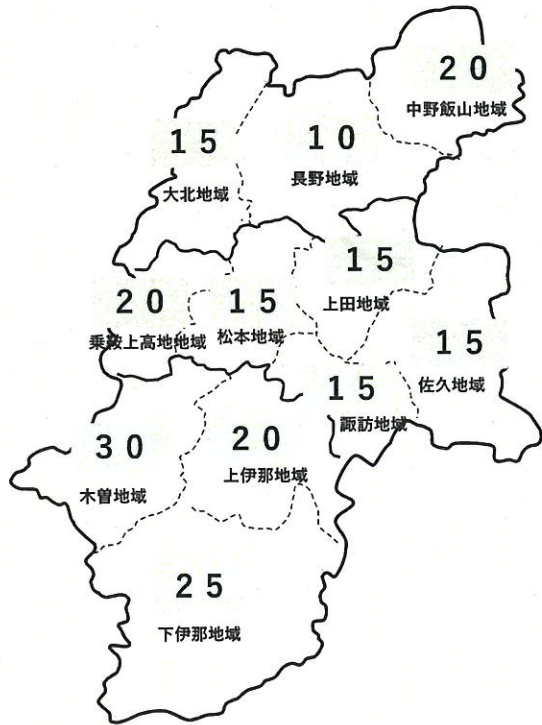 ２０
中野飯山地域
１５
大北地域
１０
長野地域
１５
上田地域
２０
乗鞍上高地地域
１５
松本地域
１５
佐久地域
１５
諏訪地域
３０
木曽地域
２０
上伊那地域
２５
下伊那地域